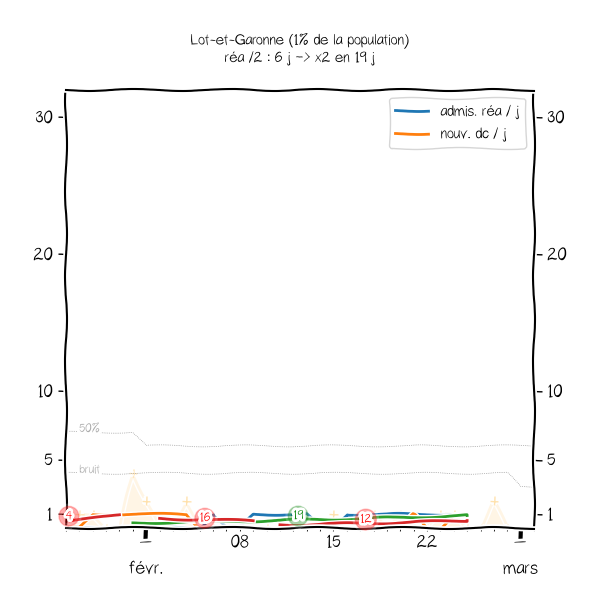 Lot-et-Garonne (1% de la population)
réa /2 : 6 j -> x2 en 19 j
admis. réa / j
nouv. dc / j
30
30
20
20
10
10
50%
5
5
bruit
1
4
16
19
12
1
08
15
22
févr.
mars